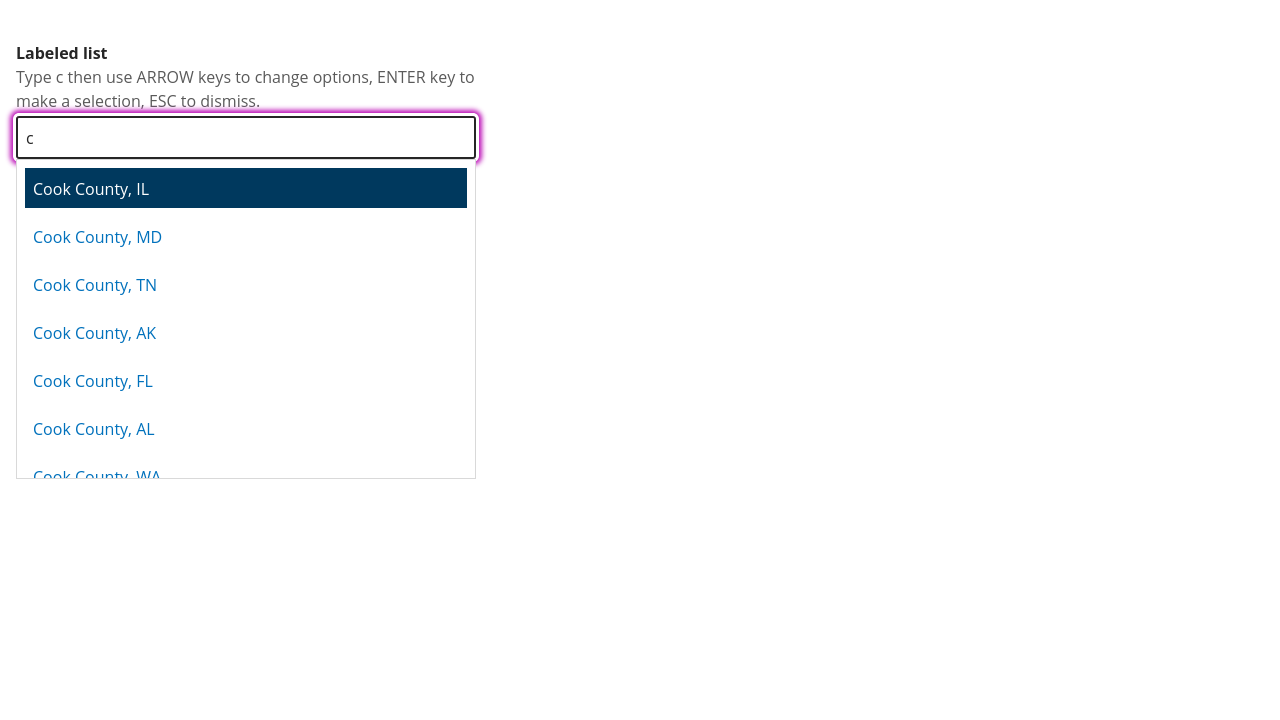 Labeled list
Type c then use ARROW keys to change options, ENTER key to
make a selection, ESC to dismiss.
c
Cook County, IL
Cook County, MD
Cook County, TN
Cook County, AK
Cook County, FL
Cook County, AL
Cook County, WA